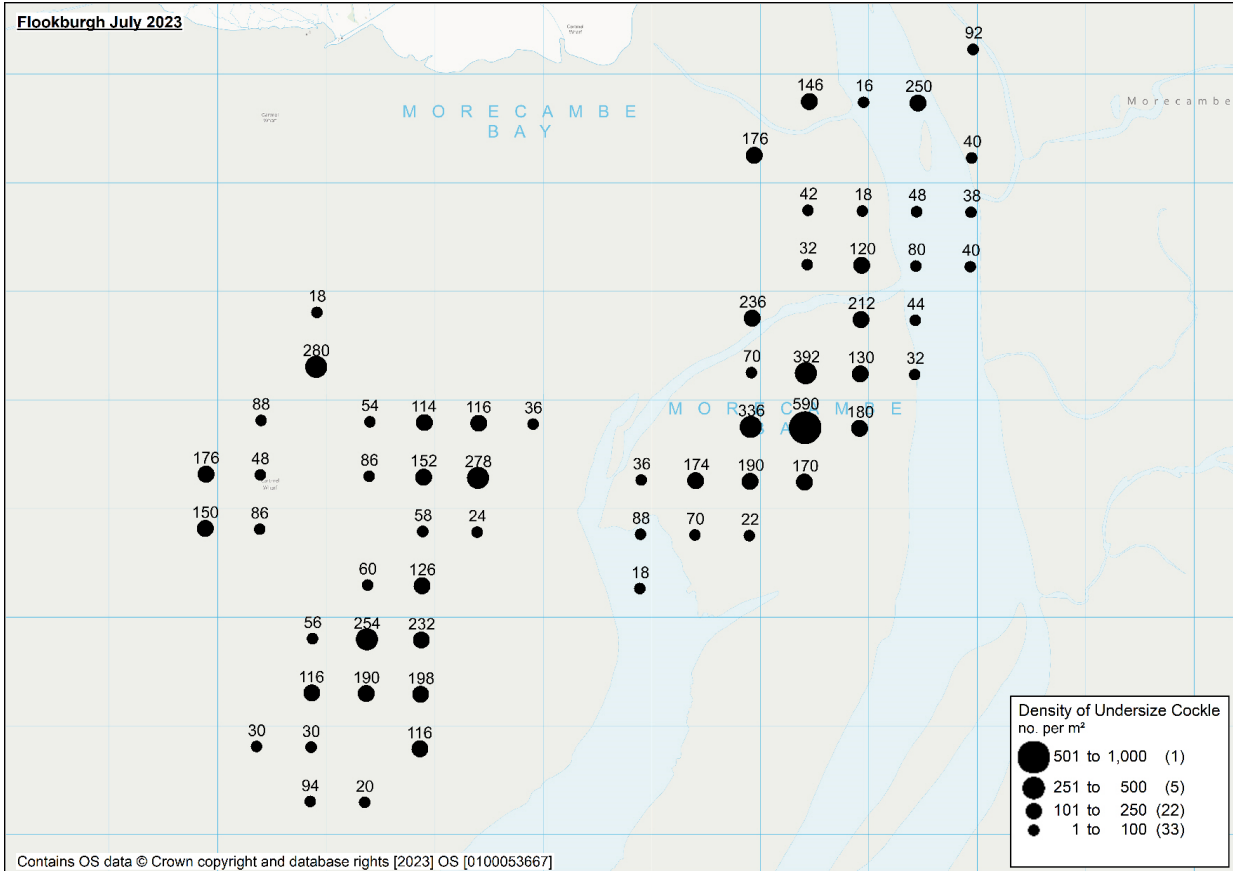 Flookburgh July 2023
92
146 16 250
Morecambe
MORECAMBE
BAY
176 40
42 18 48 38
32 120 80 40
18 236 212 44
280 70 392 130 32
88 54 114 116 36 336 590 180
MORECAMBE
BAY
176 48 86 152 278 36 174 190 170
150 86 58 24 88 70 22
60 126 18
56 254 232
116 190 198
30 30 116
94 20
Density of Undersize Cockle
no. per m²
501 to 1,000 (1)
251 to 500 (5)
101 to 250 (22)
1 to 100 (33)
Contains OS data © Crown copyright and database rights [2023] OS [0100053667]